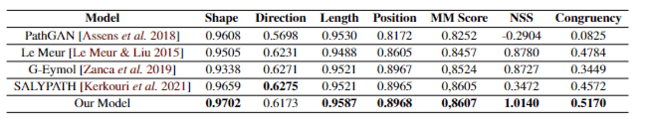 Model Shape Direction Length Position MM Score NSS Congruency
PathGAN [Assens et al. 2018] 0.9608 0.5698 0.9530 0.8172 0.8252 -0.2904 0.0825
Le Meur [Le Meur & Liu 2015] 0.9505 0.6231 0.9488 0.8605 0.8457 0.8780 0.4784
G-Eymol [Zanca et al. 2019] 0.9338 0.6271 0.9521 0.8967 0,8524 0.8727 0.3449
SALYPATH [Kerkouri et al. 2021] 0.9659 0.6275 0.9521 0.8965 0,8605 0.3472 0.4572
Our Model 0.9702 0.6173 0.9587 0.8968 0,8607 1.0140 0.5170